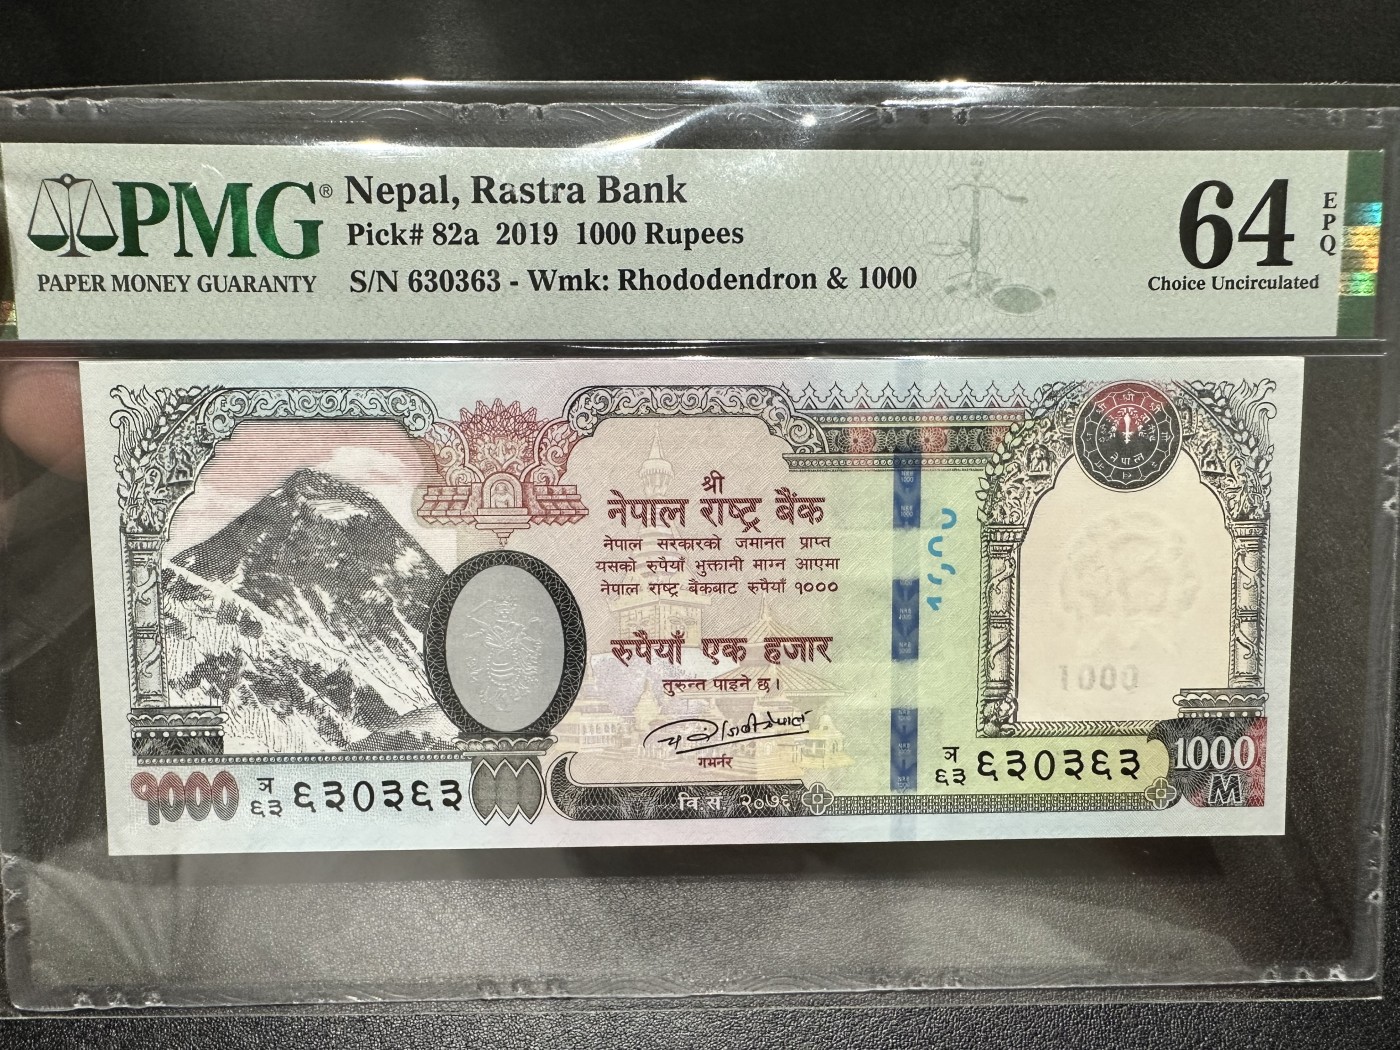 PMG®
PAPER MONEY GUARANTY
Nepal, Rastra Bank
Pick# 82a 2019 1000 Rupees
S/N 630363 - Wmk: Rhododendron & 1000
64
EPQ
Choice Uncirculated
श्री
नेपाल राष्ट्र बैंक
नेपाल सरकारको जमानत प्राप्त
यसको रुपैयाँ भुक्तानी माग्न आएमा
नेपाल राष्ट्र बैंकबाट रुपैयाँ १०००
रुपैयाँ एक हजार
तुरुन्त पाइने छ।
गभर्नर
वि.सं. २०७६
१०००
ञ
६३ ६३०३६३
ञ
६३ ६३०३६३
1000
1000